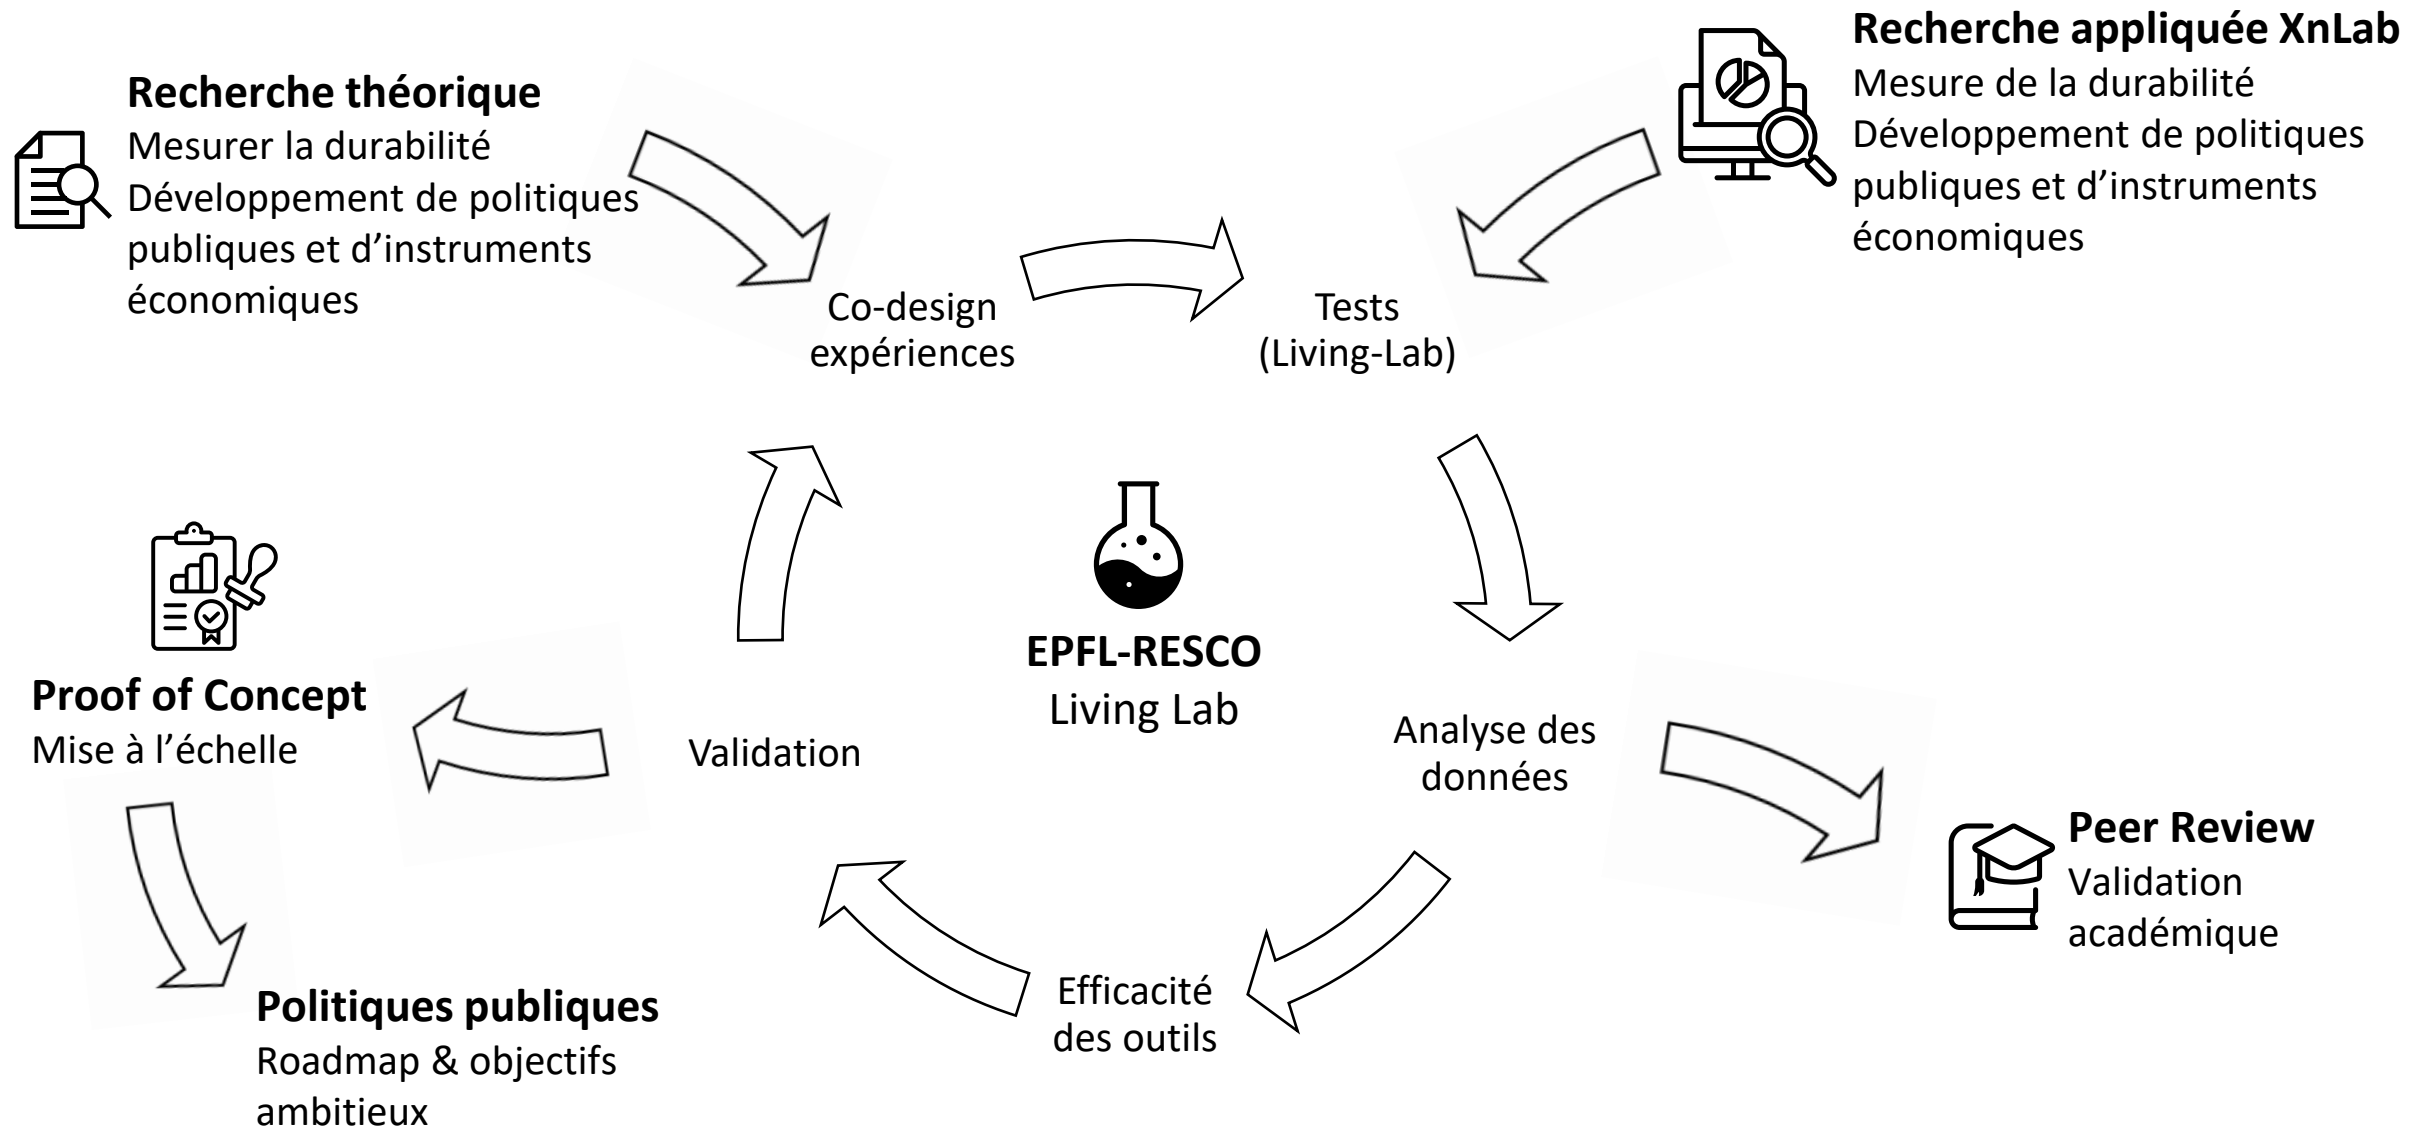 Recherche théorique
Mesurer la durabilité
Développement de politiques
publiques et d’instruments
économiques
Recherche appliquée XnLab
Mesure de la durabilité
Développement de politiques
publiques et d’instruments
économiques
Co-design
expériences
Tests
(Living-Lab)
EPFL-RESCO
Living Lab
Proof of Concept
Mise à l’échelle
Validation
Analyse des
données
Peer Review
Validation
académique
Efficacité
des outils
Politiques publiques
Roadmap & objectifs
ambitieux